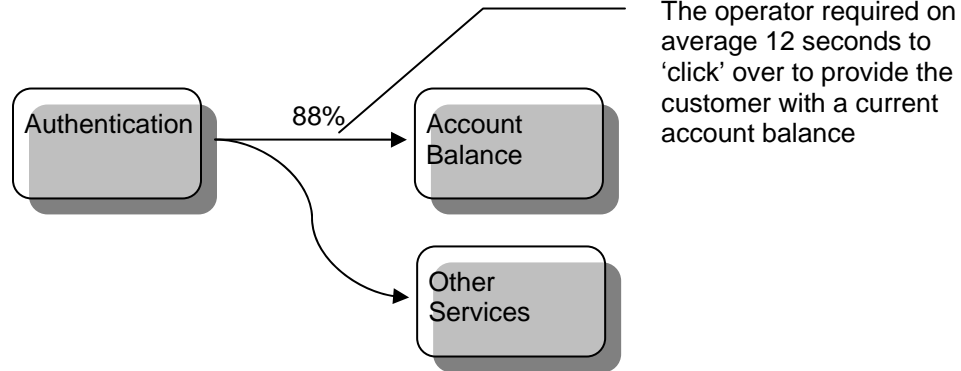 The operator required on
average 12 seconds to
‘click’ over to provide the
customer with a current
account balance
Authentication
88%
Account
Balance
Other
Services